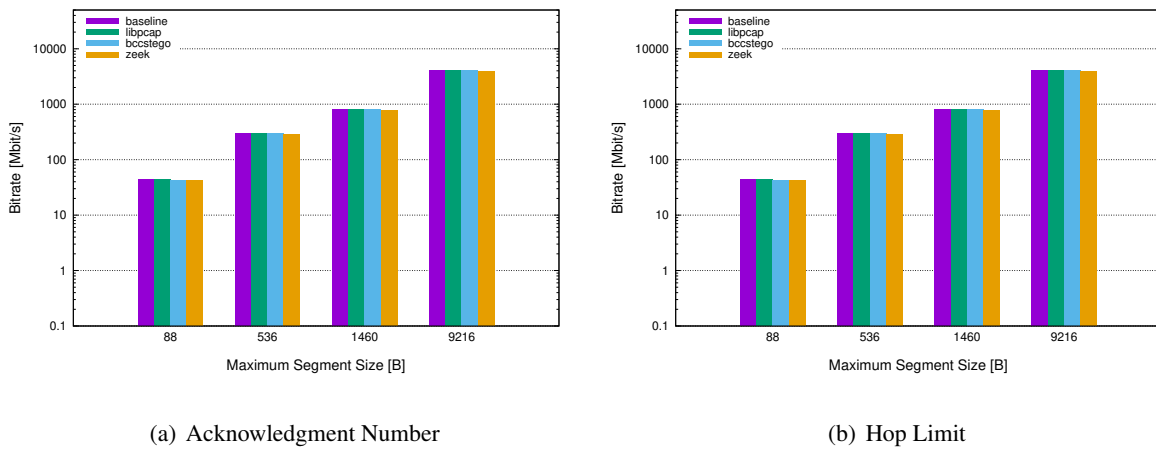 baseline
libpcap
bccstego
zeek
10000
1000
100
10
1
0.1
Bitrate [Mbit/s]
88 536 1460 9216
Maximum Segment Size [B]
(a) Acknowledgment Number
baseline
libpcap
bccstego
zeek
10000
1000
100
10
1
0.1
Bitrate [Mbit/s]
88 536 1460 9216
Maximum Segment Size [B]
(b) Hop Limit